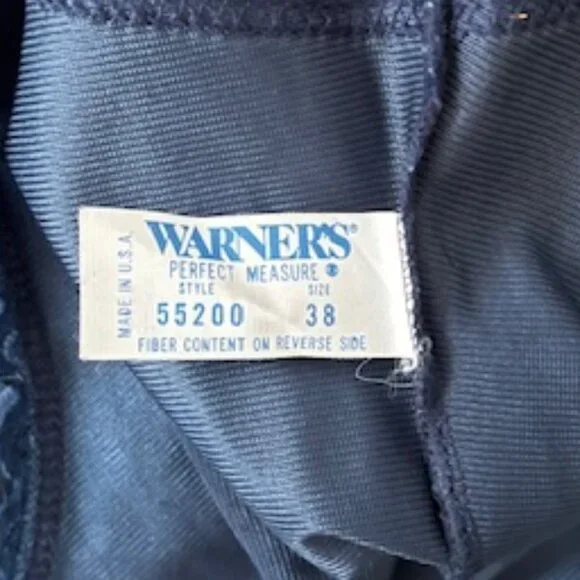 WARNER'S®
PERFECT MEASURE ®
STYLE SIZE
55200 38
FIBER CONTENT ON REVERSE SIDE
MADE IN U.S.A.